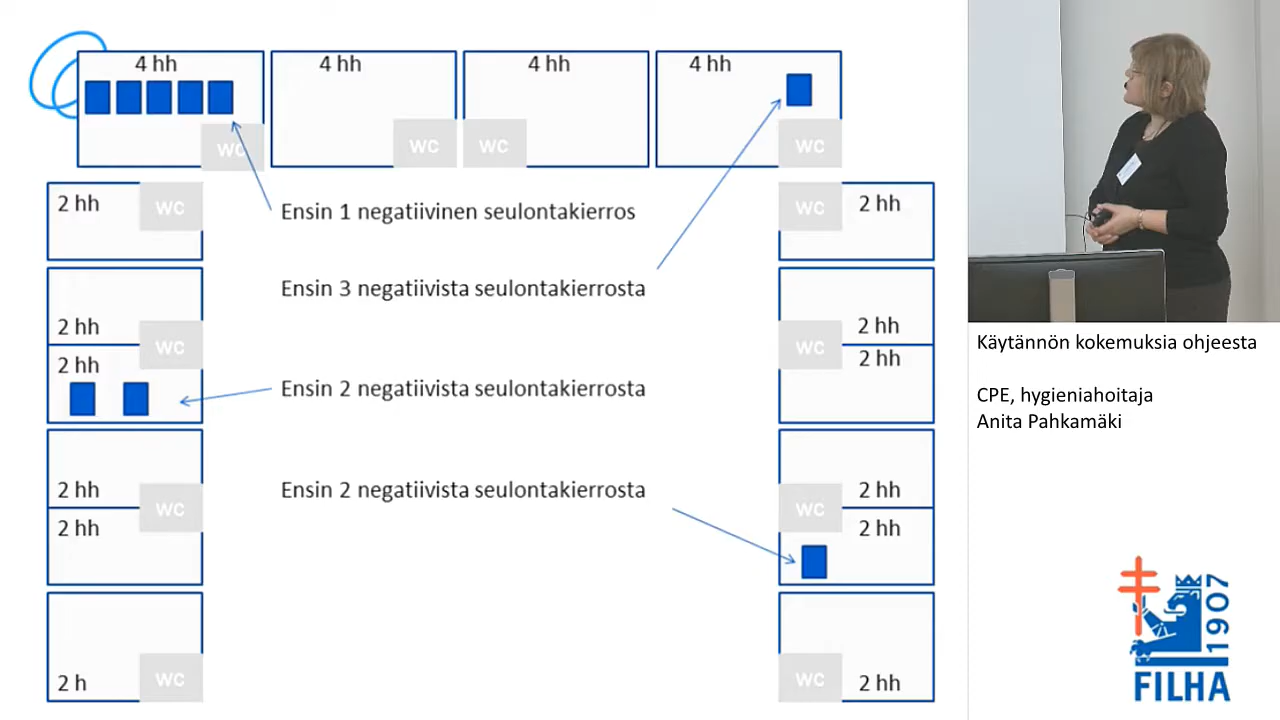 4 hh
4 hh
4 hh
4 hh
WC
WC
WC
WC
2 hh
WC
Ensin 1 negatiivinen seulontakierros
WC
2 hh
Ensin 3 negatiivista seulontakierrosta
2 hh
WC
2 hh
WC
2 hh
2 hh
Ensin 2 negatiivista seulontakierrosta
2 hh
WC
2 hh
Ensin 2 negatiivista seulontakierrosta
WC
2 hh
2 hh
2 h
WC
WC
2 hh
Käytännön kokemuksia ohjeesta
CPE, hygieniahoitaja
Anita Pahkamäki
1907
FILHA